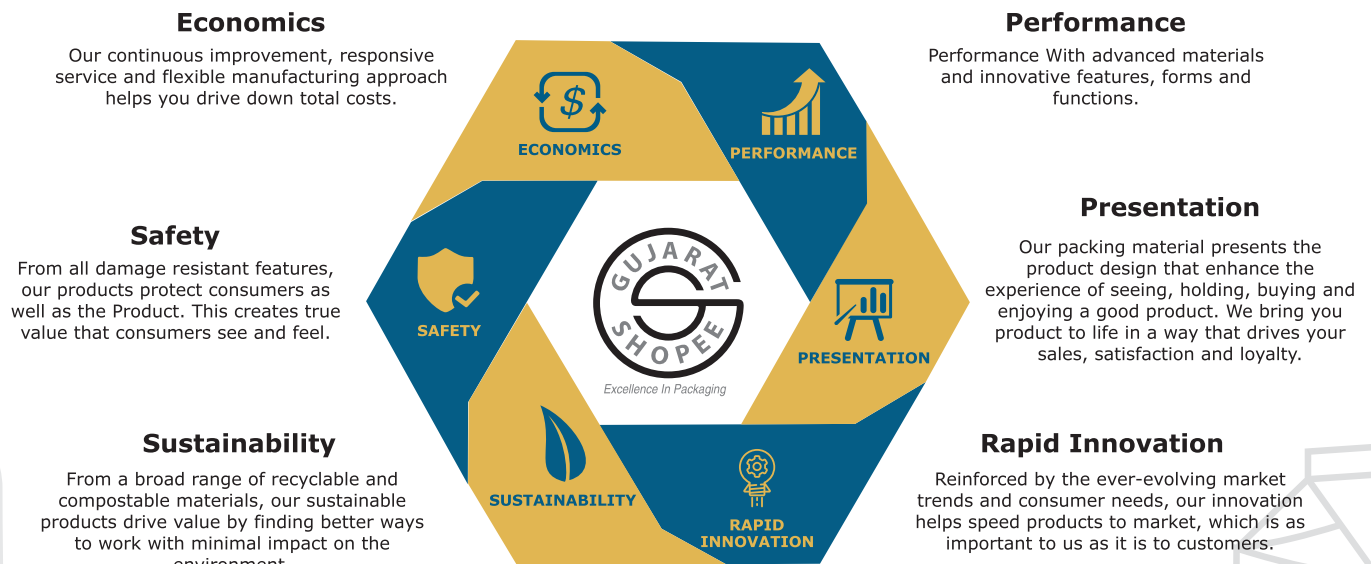 Economics
Our continuous improvement, responsive
service and flexible manufacturing approach
helps you drive down total costs.
Performance
Performance With advanced materials
and innovative features, forms and
functions.
$
ECONOMICS
PERFORMANCE
Safety
From all damage resistant features,
our products protect consumers as
well as the Product. This creates true
value that consumers see and feel.
SAFETY
GUJARAT
SHOPEE
Excellence In Packaging
PRESENTATION
Presentation
Our packing material presents the
product design that enhance the
experience of seeing, holding, buying and
enjoying a good product. We bring you
product to life in a way that drives your
sales, satisfaction and loyalty.
Sustainability
From a broad range of recyclable and
compostable materials, our sustainable
products drive value by finding better ways
to work with minimal impact on the
environment.
SUSTAINABILITY
RAPID
INNOVATION
Rapid Innovation
Reinforced by the ever-evolving market
trends and consumer needs, our innovation
helps speed products to market, which is as
important to us as it is to customers.